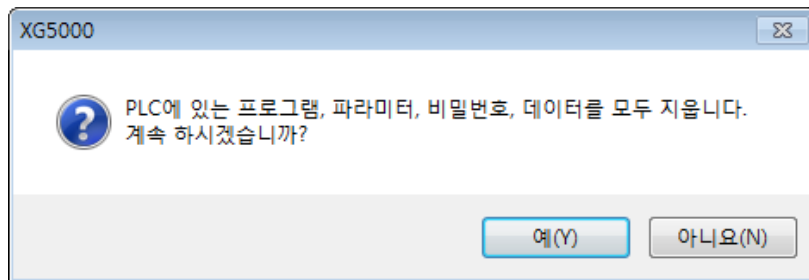 XG5000
PLC에 있는 프로그램, 파라미터, 비밀번호, 데이터를 모두 지웁니다.
계속 하시겠습니까?
예(Y)
아니요(N)